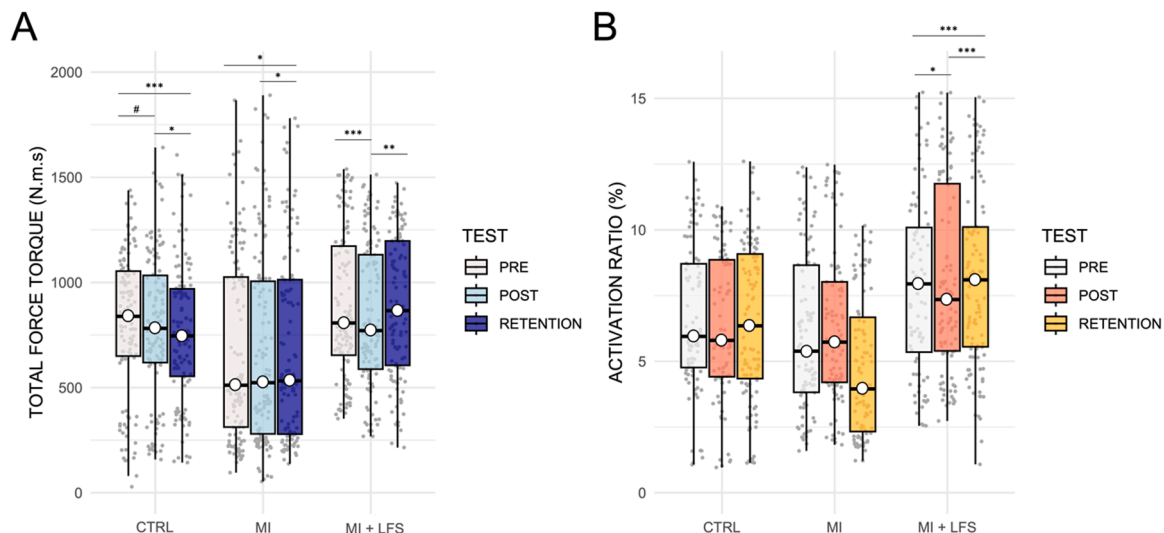 A
TOTAL FORCE TORQUE (N.m.s)
2000
1500
1000
500
0
***
#
*
*
*
***
**
CTRL
MI
MI + LFS
TEST
PRE
POST
RETENTION
B
ACTIVATION RATIO (%)
15
10
5
0
***
***
*
CTRL
MI
MI + LFS
TEST
PRE
POST
RETENTION